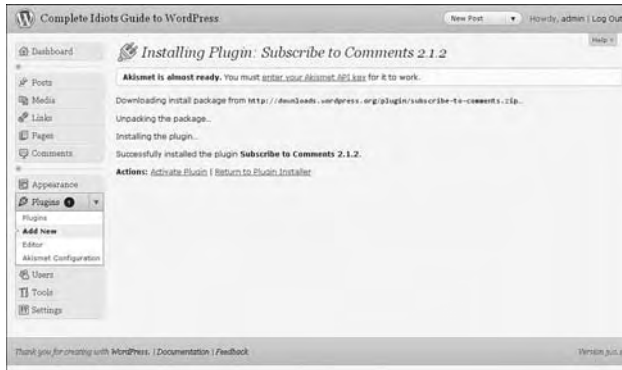 Complete Idiots Guide to WordPress
New Post
Howdy, admin | Log Out
Help
Dashboard
Posts
Media
Links
Pages
Comments
Appearance
Plugins 1
Plugins
Add New
Editor
Akismet Configuration
Users
Tools
Settings
Installing Plugin: Subscribe to Comments 2.1.2
Akismet is almost ready. You must enter your Akismet API key for it to work.
Downloading install package from http://downloads.wordpress.org/plugin/subscribe-to-comments.zip…
Unpacking the package…
Installing the plugin…
Successfully installed the plugin Subscribe to Comments 2.1.2.
Actions: Activate Plugin | Return to Plugin Installer
Thank you for creating with WordPress. | Documentation | Feedback
Version